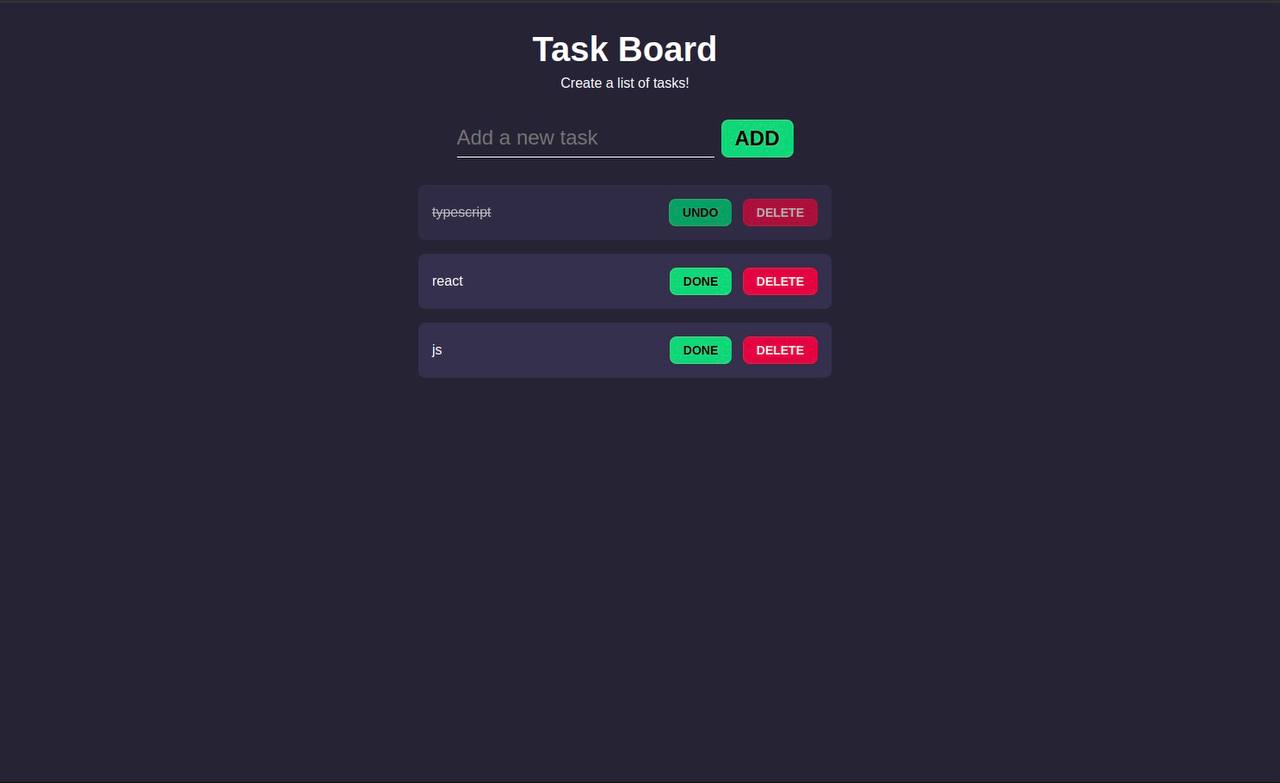 Task Board
Create a list of tasks!
Add a new task ADD
typescript UNDO DELETE
react DONE DELETE
js DONE DELETE